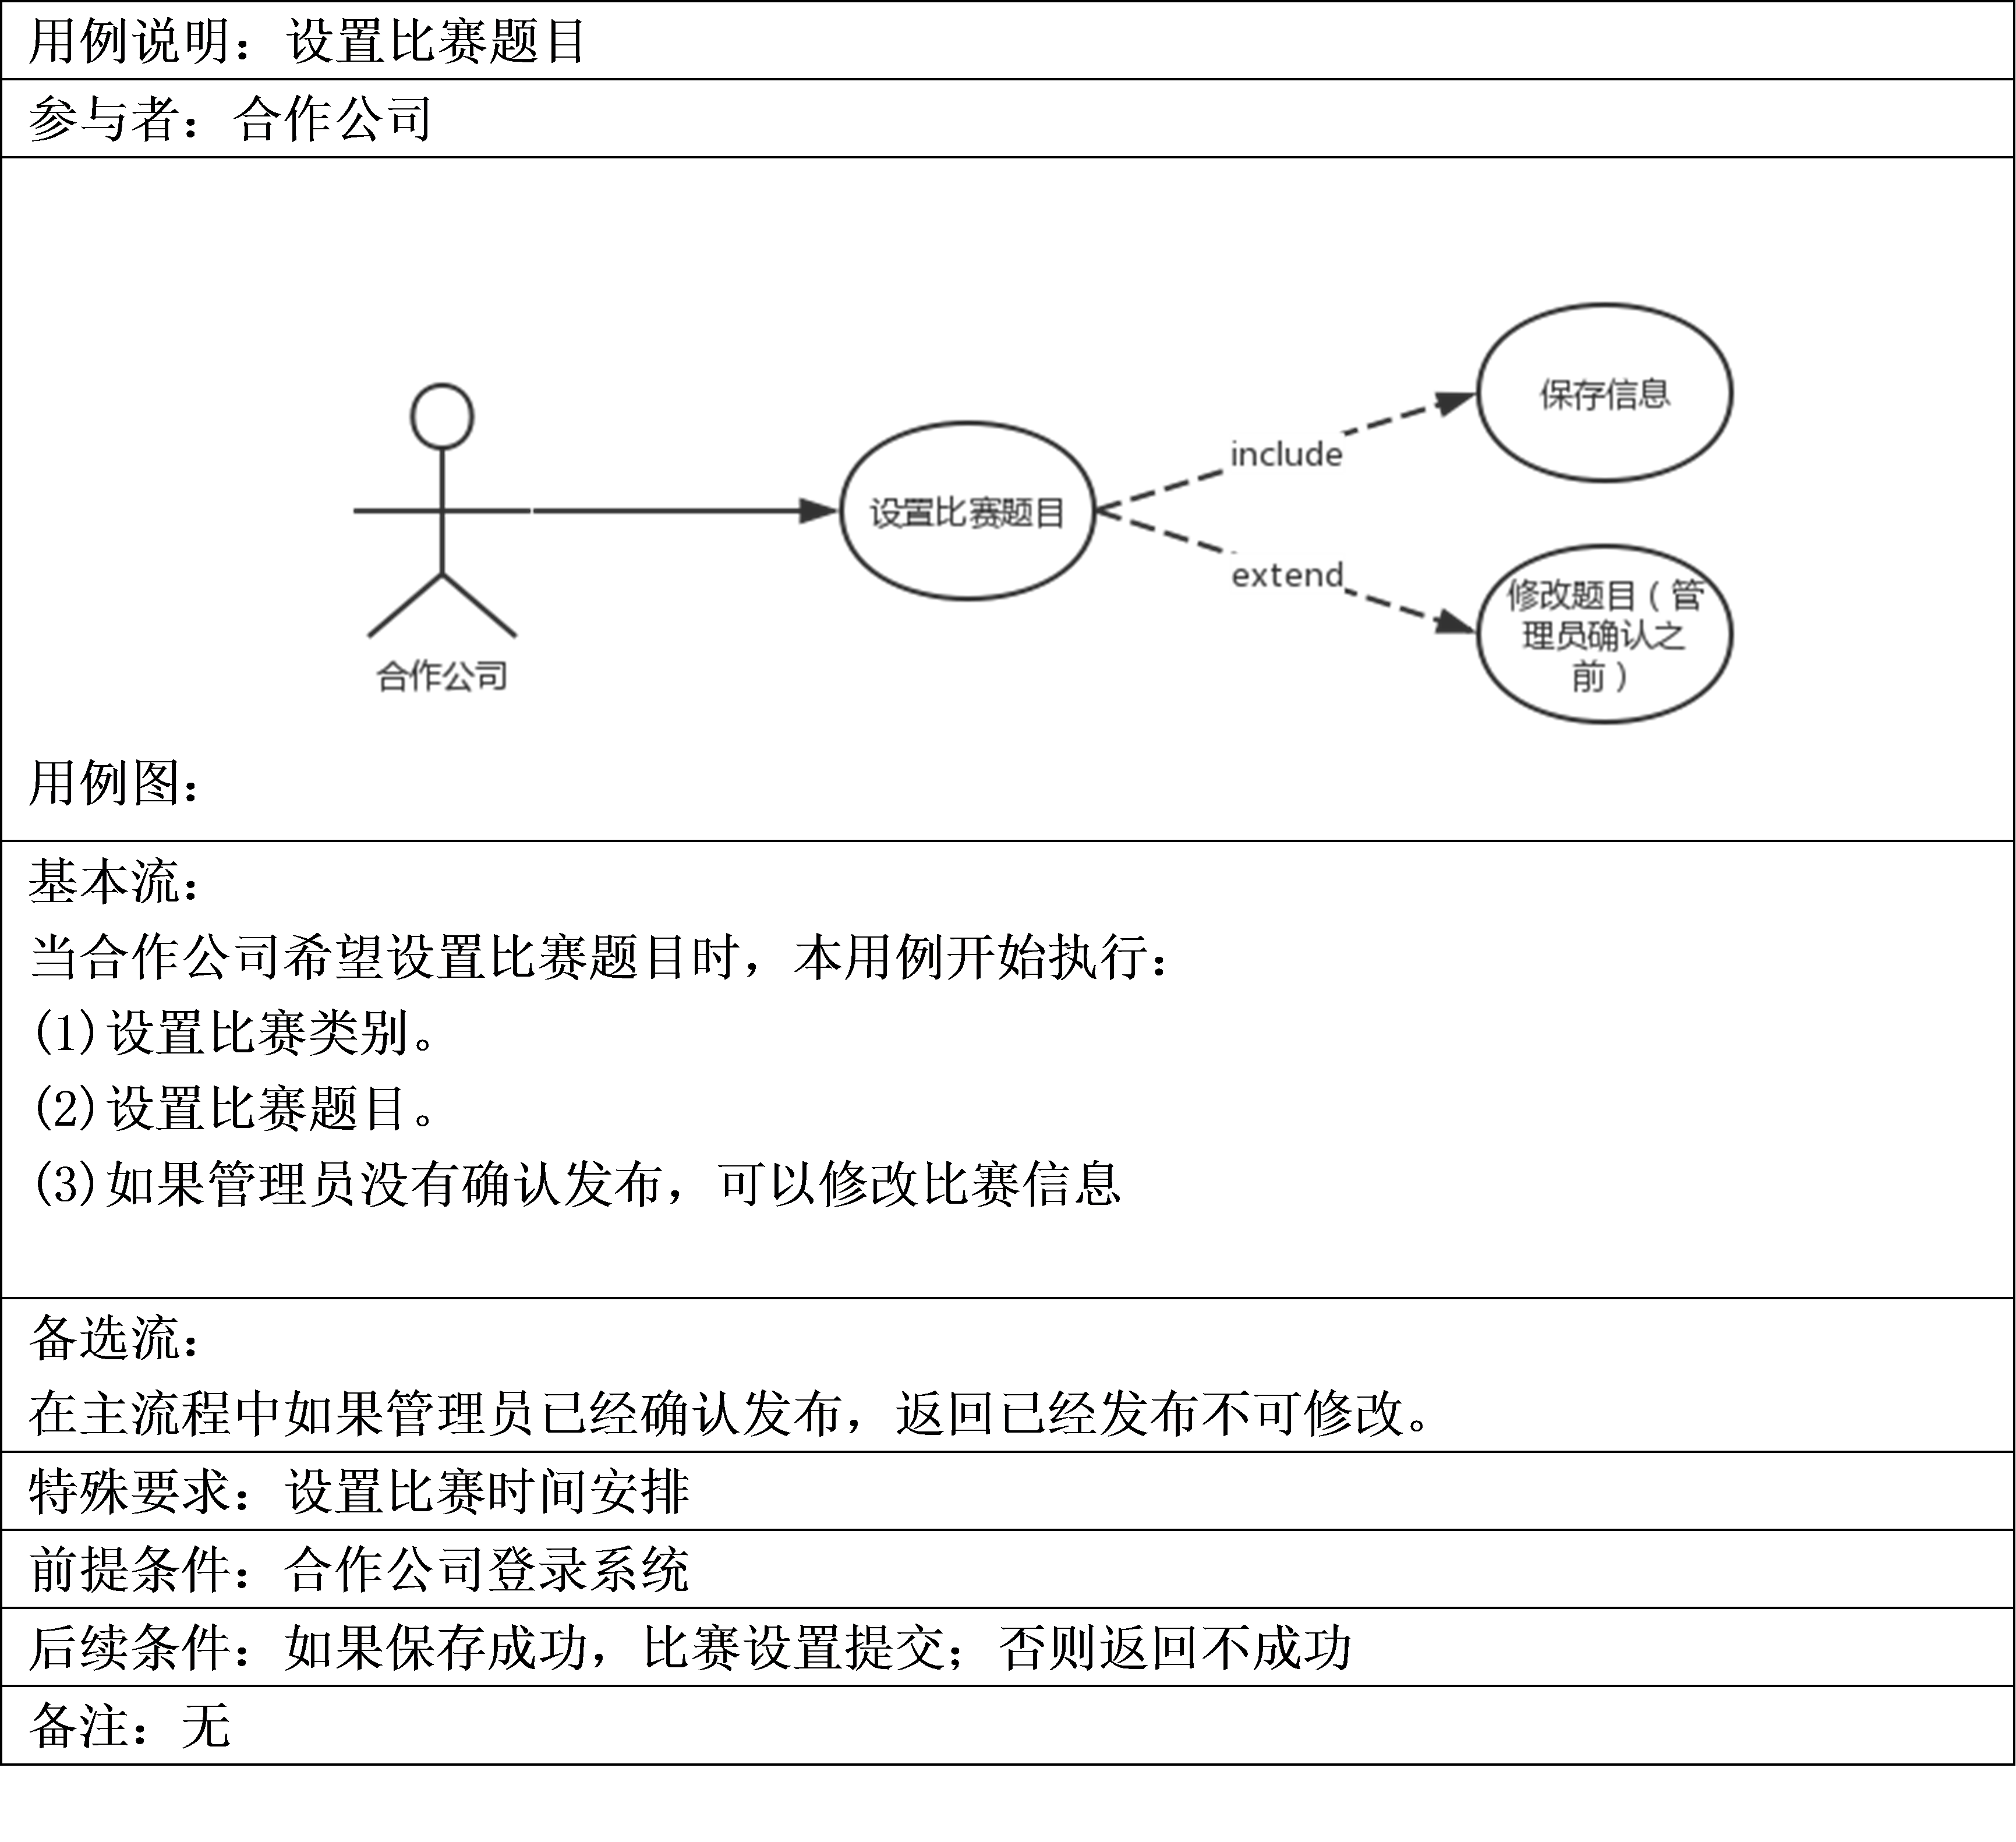 用例说明：设置比赛题目
参与者：合作公司
保存信息
include
设置比赛题目
extend
修改题目（管
理员确认之
前）
合作公司
用例图：
基本流：
当合作公司希望设置比赛题目时，本用例开始执行：
(1)设置比赛类别。
(2)设置比赛题目。
(3)如果管理员没有确认发布，可以修改比赛信息
备选流：
在主流程中如果管理员已经确认发布，返回已经发布不可修改。
特殊要求：设置比赛时间安排
前提条件：合作公司登录系统
后续条件：如果保存成功，比赛设置提交；否则返回不成功
备注：无